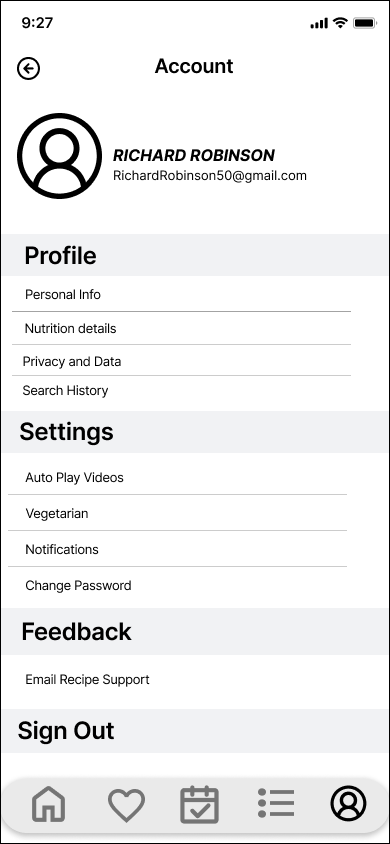 9:27
Account
RICHARD ROBINSON
RichardRobinson50@gmail.com
Profile
Personal Info
Nutrition details
Privacy and Data
Search History
Settings
Auto Play Videos
Vegetarian
Notifications
Change Password
Feedback
Email Recipe Support
Sign Out